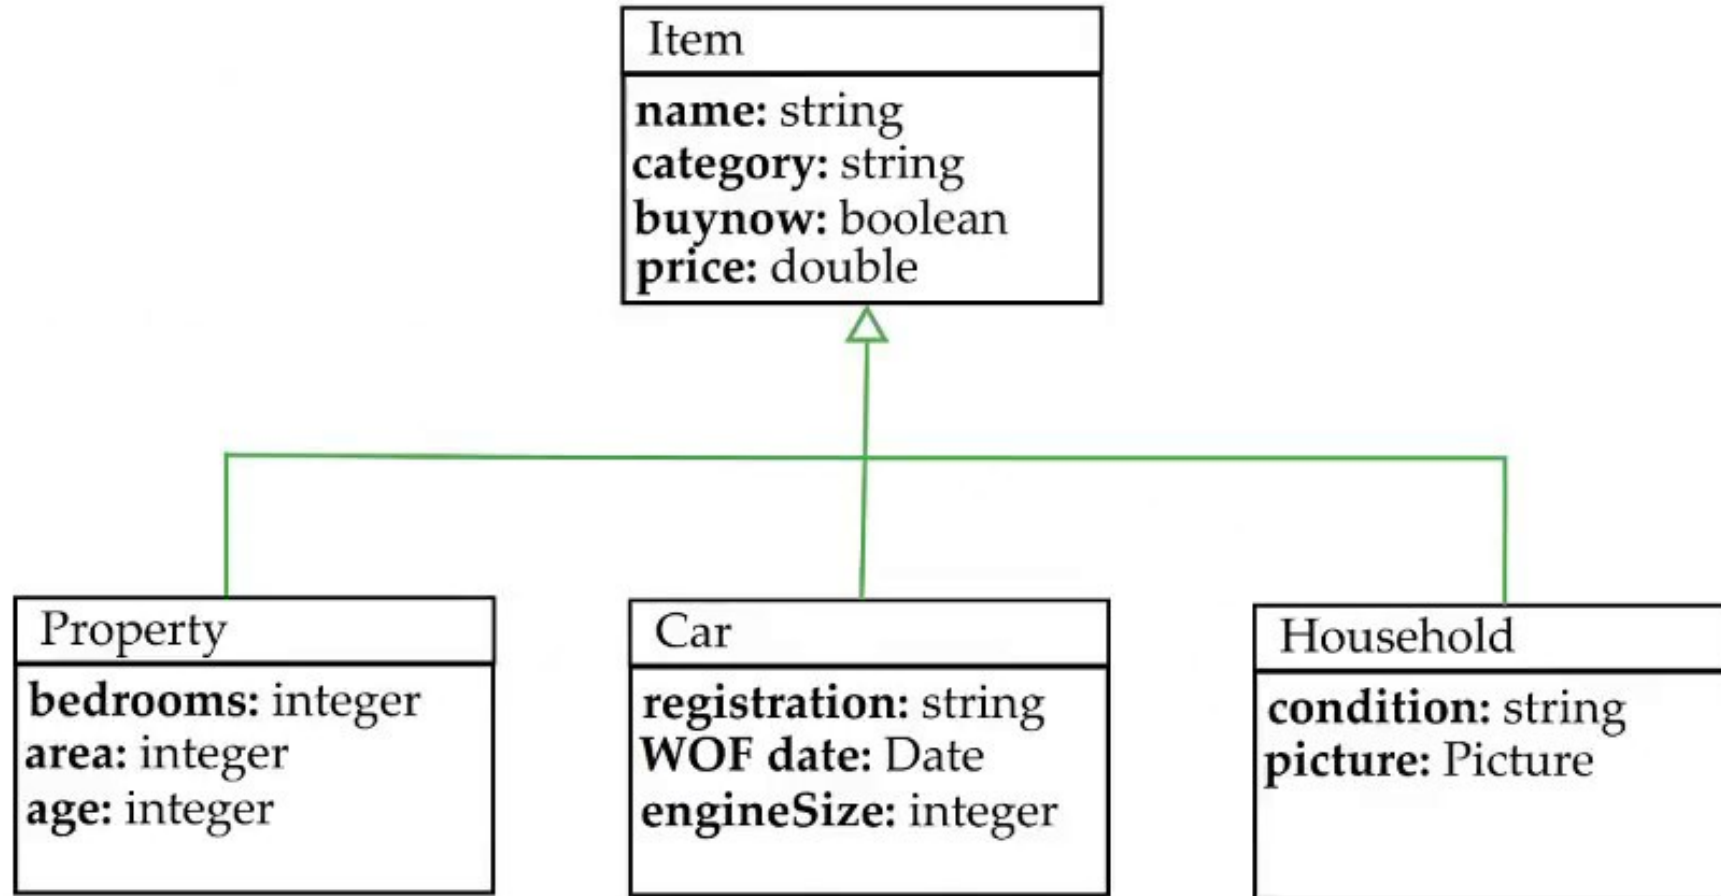 Item
name: string
category: string
buynow: boolean
price: double
Property
bedrooms: integer
area: integer
age: integer
Car
registration: string
WOF date: Date
engineSize: integer
Household
condition: string
picture: Picture